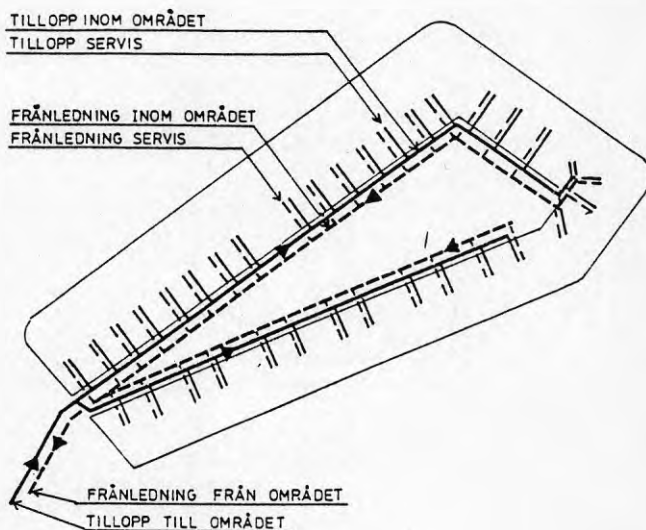 TILLOPP INOM OMRÅDET
TILLOPP SERVIS
FRÅNLEDNING INOM OMRÅDET
FRÅNLEDNING SERVIS
FRÅNLEDNING FRÅN OMRÅDET
TILLOPP TILL OMRÅDET